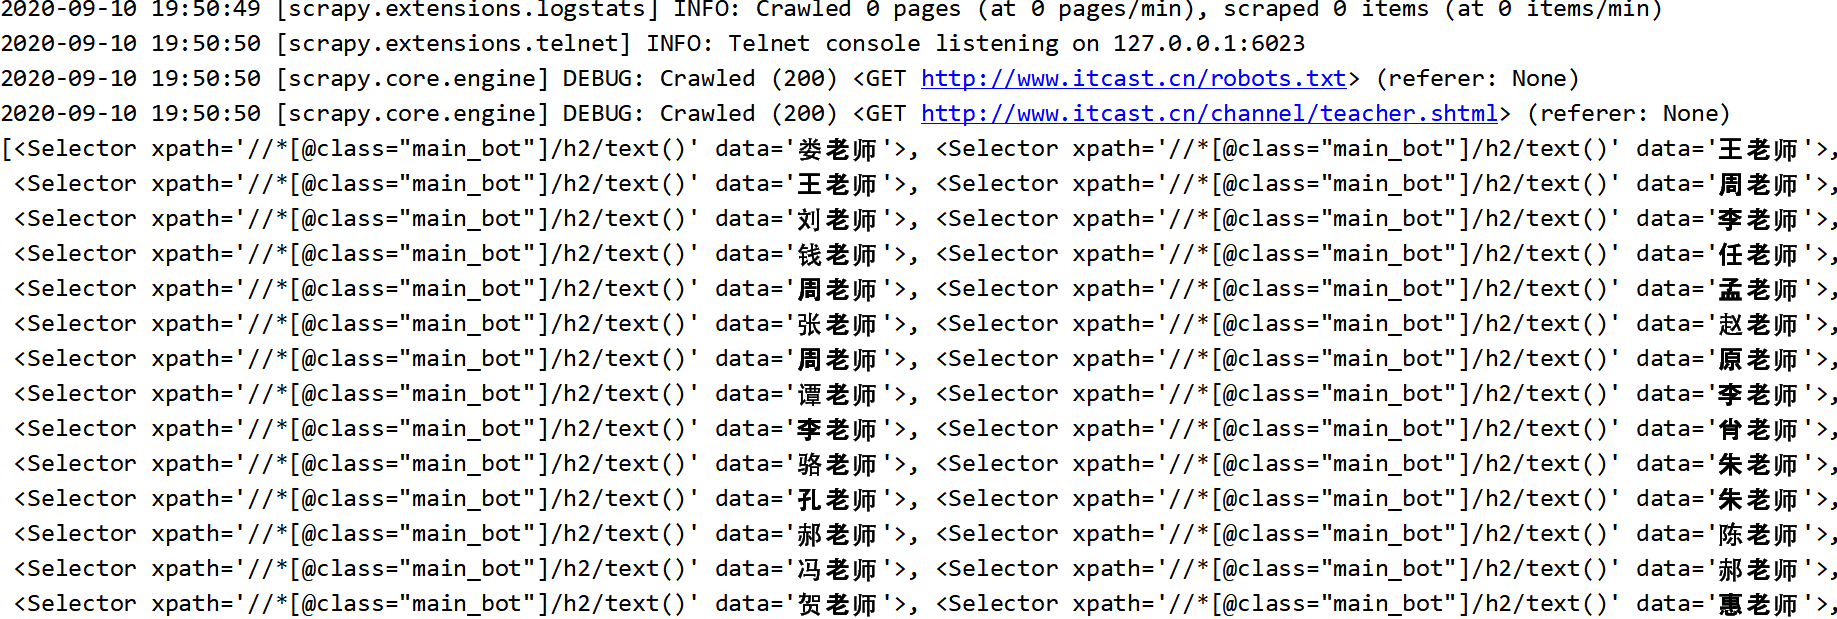 2020-09-10 19:50:49 [scrapy.extensions.logstats] INFO: Crawled 0 pages (at 0 pages/min), scraped 0 items (at 0 items/min)
2020-09-10 19:50:50 [scrapy.extensions.telnet] INFO: Telnet console listening on 127.0.0.1:6023
2020-09-10 19:50:50 [scrapy.core.engine] DEBUG: Crawled (200) <GET http://www.itcast.cn/robots.txt> (referer: None)
2020-09-10 19:50:50 [scrapy.core.engine] DEBUG: Crawled (200) <GET http://www.itcast.cn/channel/teacher.shtml> (referer: None)
[<Selector xpath='//*[@class="main_bot"]/h2/text()' data='娄老师'>, <Selector xpath='//*[@class="main_bot"]/h2/text()' data='王老师'>,
<Selector xpath='//*[@class="main_bot"]/h2/text()' data='王老师'>, <Selector xpath='//*[@class="main_bot"]/h2/text()' data='周老师'>,
<Selector xpath='//*[@class="main_bot"]/h2/text()' data='刘老师'>, <Selector xpath='//*[@class="main_bot"]/h2/text()' data='李老师'>,
<Selector xpath='//*[@class="main_bot"]/h2/text()' data='钱老师'>, <Selector xpath='//*[@class="main_bot"]/h2/text()' data='任老师'>,
<Selector xpath='//*[@class="main_bot"]/h2/text()' data='周老师'>, <Selector xpath='//*[@class="main_bot"]/h2/text()' data='孟老师'>,
<Selector xpath='//*[@class="main_bot"]/h2/text()' data='张老师'>, <Selector xpath='//*[@class="main_bot"]/h2/text()' data='赵老师'>,
<Selector xpath='//*[@class="main_bot"]/h2/text()' data='周老师'>, <Selector xpath='//*[@class="main_bot"]/h2/text()' data='原老师'>,
<Selector xpath='//*[@class="main_bot"]/h2/text()' data='谭老师'>, <Selector xpath='//*[@class="main_bot"]/h2/text()' data='李老师'>,
<Selector xpath='//*[@class="main_bot"]/h2/text()' data='李老师'>, <Selector xpath='//*[@class="main_bot"]/h2/text()' data='肖老师'>,
<Selector xpath='//*[@class="main_bot"]/h2/text()' data='骆老师'>, <Selector xpath='//*[@class="main_bot"]/h2/text()' data='朱老师'>,
<Selector xpath='//*[@class="main_bot"]/h2/text()' data='孔老师'>, <Selector xpath='//*[@class="main_bot"]/h2/text()' data='朱老师'>,
<Selector xpath='//*[@class="main_bot"]/h2/text()' data='郝老师'>, <Selector xpath='//*[@class="main_bot"]/h2/text()' data='陈老师'>,
<Selector xpath='//*[@class="main_bot"]/h2/text()' data='冯老师'>, <Selector xpath='//*[@class="main_bot"]/h2/text()' data='郝老师'>,
<Selector xpath='//*[@class="main_bot"]/h2/text()' data='贺老师'>, <Selector xpath='//*[@class="main_bot"]/h2/text()' data='惠老师'>,